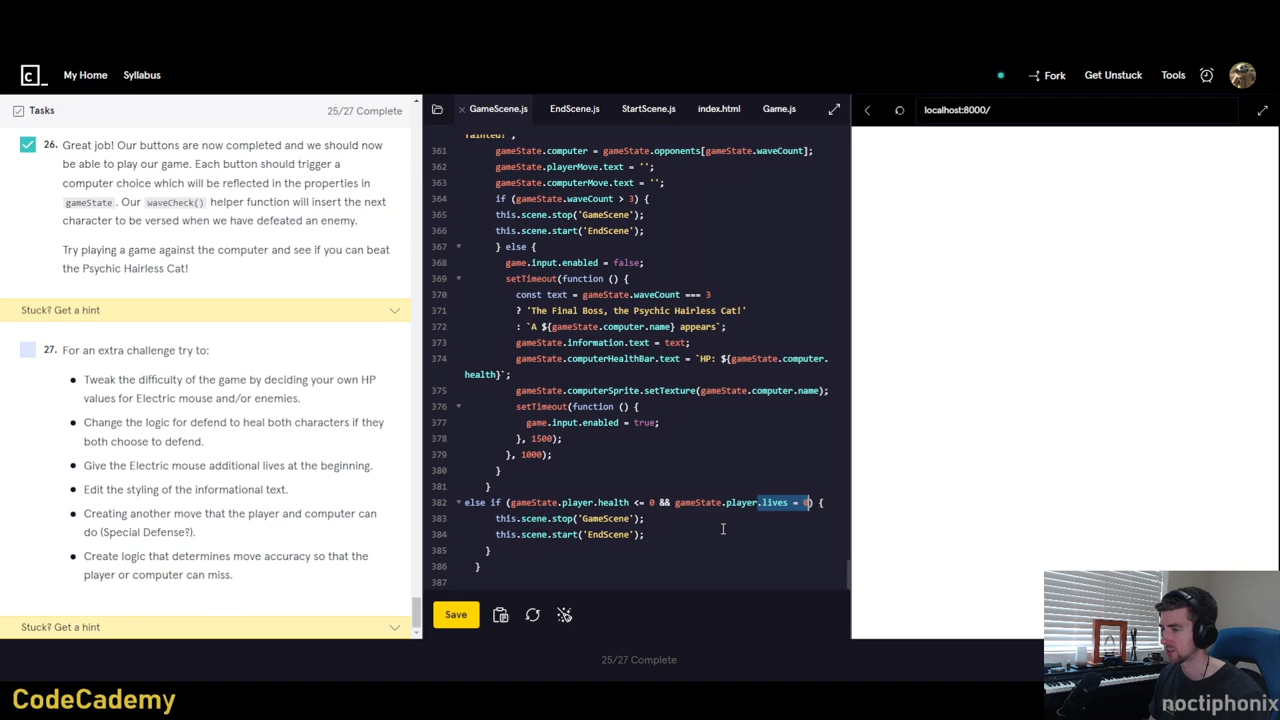 My Home
Syllabus
Fork
Get Unstuck
Tools
Tasks
25/27 Complete
GameScene.js
EndScene.js
StartScene.js
index.html
Game.js
localhost:8000/
26. Great job! Our buttons are now completed and we should now
be able to play our game. Each button should trigger a
computer choice which will be reflected in the properties in
gameState. Our waveCheck() helper function will insert the next
character to be versed when we have defeated an enemy.
Try playing a game against the computer and see if you can beat
the Psychic Hairless Cat!
Stuck? Get a hint
27. For an extra challenge try to:
Tweak the difficulty of the game by deciding your own HP
values for Electric mouse and/or enemies.
Change the logic for defend to heal both characters if they
both choose to defend.
Give the Electric mouse additional lives at the beginning.
Edit the styling of the informational text.
Creating another move that the player and computer can
do (Special Defense?).
Create logic that determines move accuracy so that the
player or computer can miss.
Stuck? Get a hint
fainted!`;
361 gameState.computer = gameState.opponents[gameState.waveCount];
362 gameState.playerMove.text = '';
363 gameState.computerMove.text = '';
364 if (gameState.waveCount > 3) {
365 this.scene.stop('GameScene');
366 this.scene.start('EndScene');
367 } else {
368 game.input.enabled = false;
369 setTimeout(function () {
370 const text = gameState.waveCount === 3
371 ? 'The Final Boss, the Psychic Hairless Cat!'
372 : `A ${gameState.computer.name} appears`;
373 gameState.information.text = text;
374 gameState.computerHealthBar.text = `HP: ${gameState.computer.
health}`;
375 gameState.computerSprite.setTexture(gameState.computer.name);
376 setTimeout(function () {
377 game.input.enabled = true;
378 }, 1500);
379 }, 1000);
380 }
381 }
382 else if (gameState.player.health <= 0 && gameState.player.lives = 0) {
383 this.scene.stop('GameScene');
384 this.scene.start('EndScene');
385 }
386 }
387
Save
25/27 Complete
CodeCademy
noctiphonix